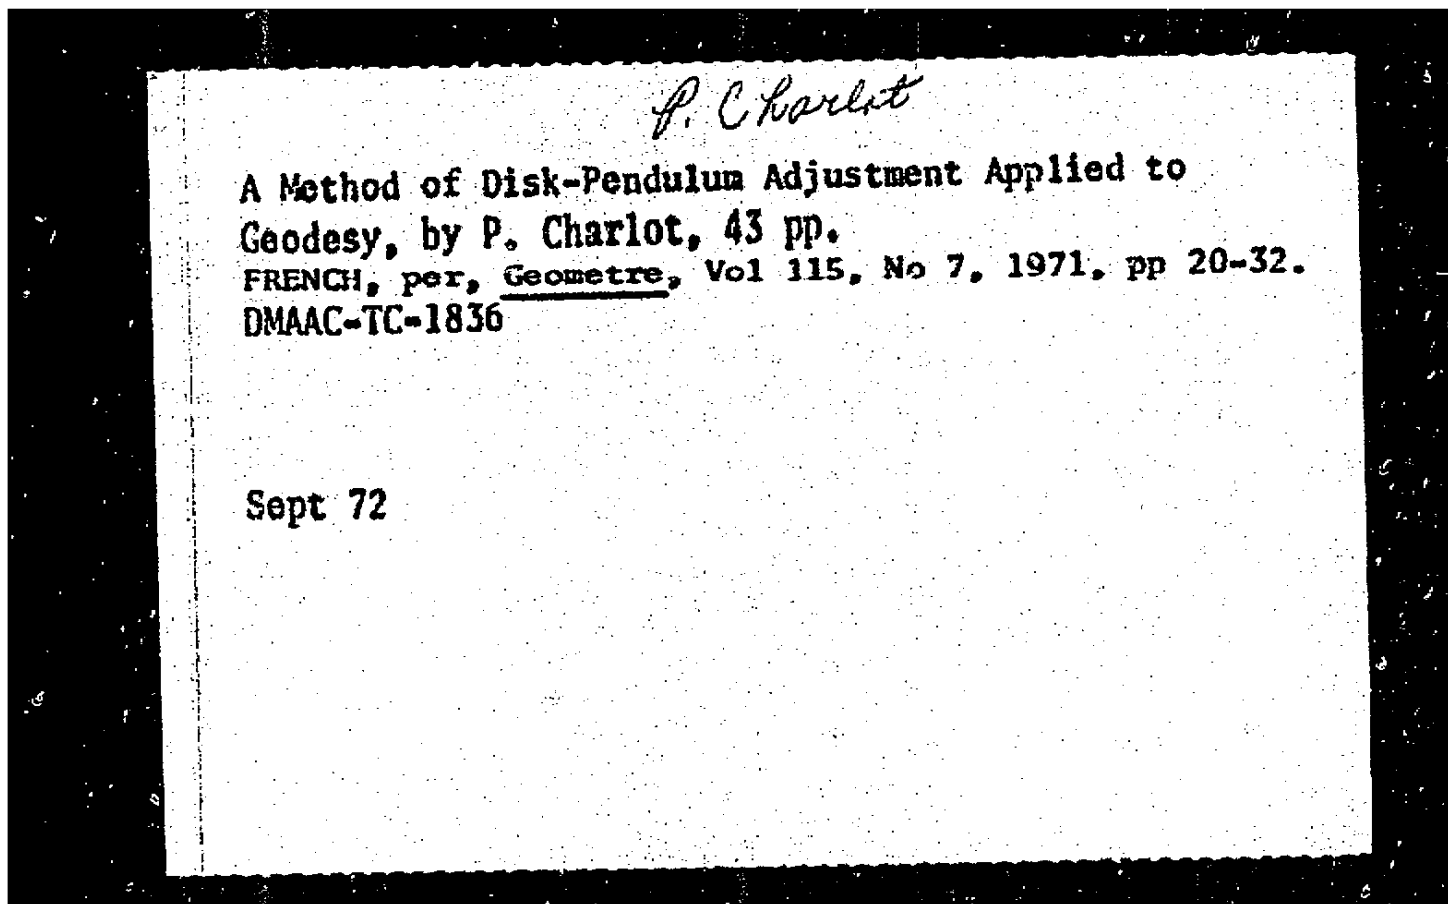 P. Charlot
A Method of Disk-Pendulum Adjustment Applied to
Geodesy, by P. Charlot, 43 pp.
FRENCH, per, Geometre, Vol 115, No 7, 1971, pp 20-32.
DMAAC-TC-1836
Sept 72